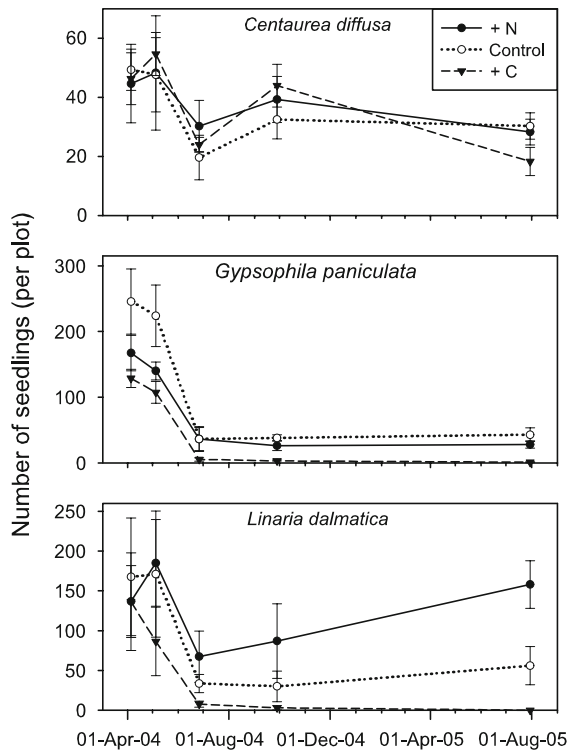 Centaurea diffusa
+ N
Control
+ C
60
40
20
0
Number of seedlings (per plot)
Gypsophila paniculata
300
200
100
0
Linaria dalmatica
250
200
150
100
50
0
01-Apr-04 01-Aug-04 01-Dec-04 01-Apr-05 01-Aug-05